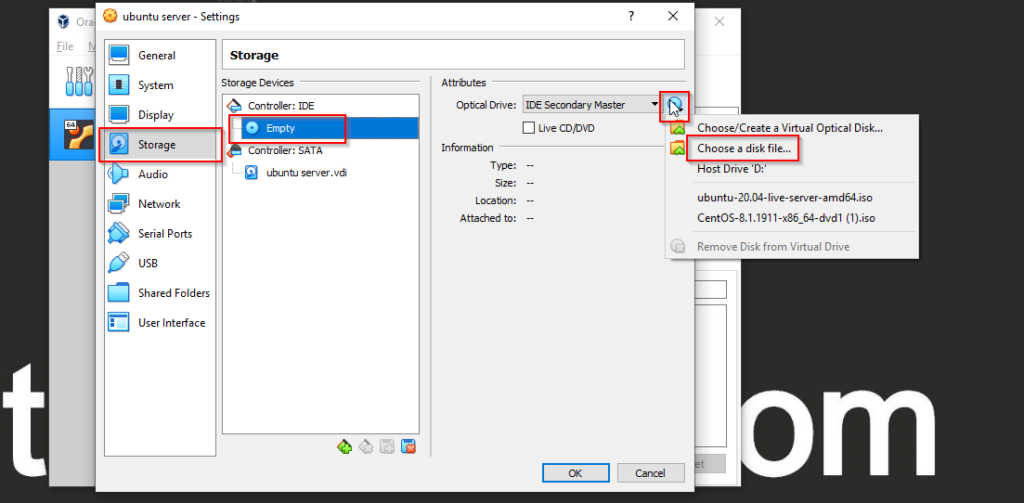 ubuntu server - Settings
?
Orac
File
M
General
System
Display
Storage
Audio
Network
Serial Ports
USB
Shared Folders
User Interface
64
Storage
Storage Devices
Controller: IDE
Empty
Controller: SATA
ubuntu server.vdi
Attributes
Optical Drive: IDE Secondary Master
Live CD/DVD
Information
Type: --
Size: --
Location: --
Attached to: --
Choose/Create a Virtual Optical Disk...
Choose a disk file...
Host Drive 'D:'
ubuntu-20.04-live-server-amd64.iso
CentOS-8.1.1911-x86_64-dvd1 (1).iso
Remove Disk from Virtual Drive
OK
Cancel
et
t
om